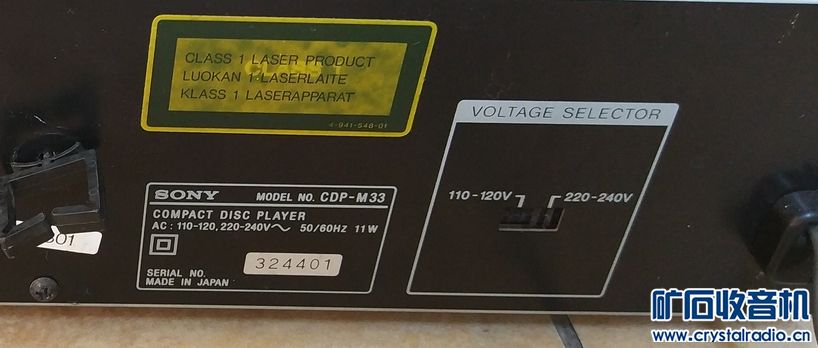 CLASS 1 LASER PRODUCT
LUOKAN 1 LASERLAITE
KLASS 1 LASERAPPARAT
4-941-548-01
VOLTAGE SELECTOR
110-120V
220-240V
SONY MODEL NO. CDP-M33
COMPACT DISC PLAYER
AC: 110-120, 220-240V~ 50/60HZ 11W
SERIAL NO. 324401
MADE IN JAPAN
矿石收音机
www.crystalradio.cn